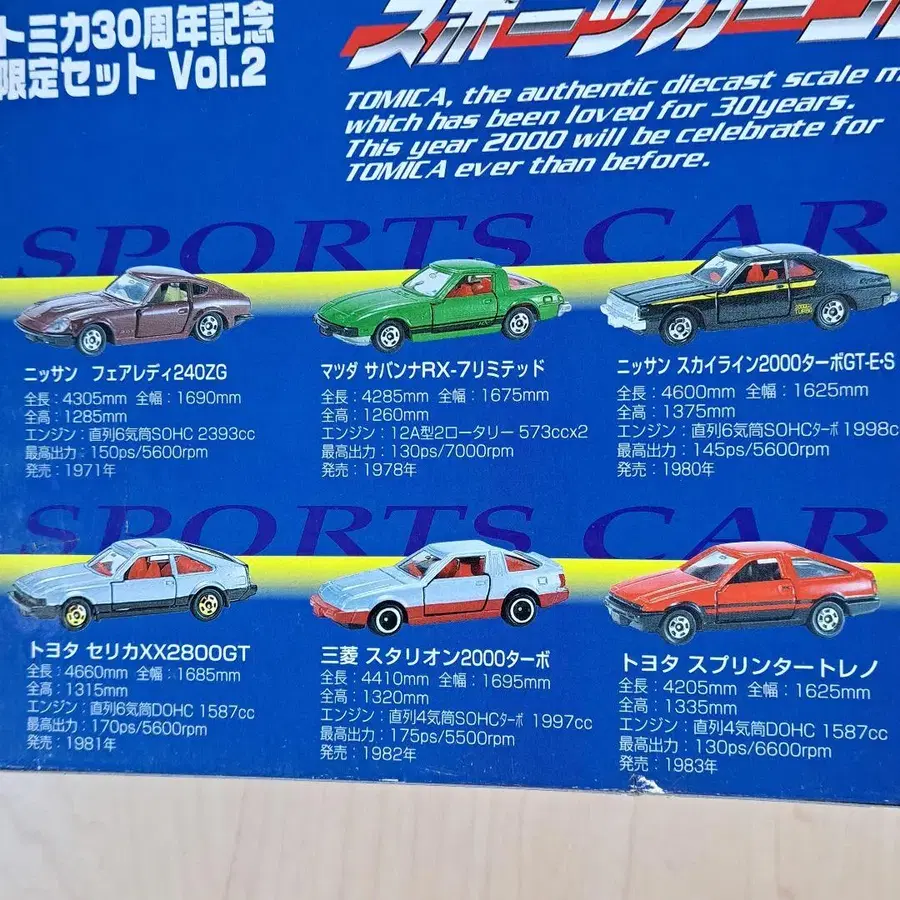 トミカ30周年記念
限定セット Vol.2
スポーツカー
TOMICA, the authentic diecast scale m
which has been loved for 30years.
This year 2000 will be celebrate for
TOMICA ever than before.
SPORTS CAR
ニッサン フェアレディ240ZG
全長：4305mm 全幅：1690mm
全高：1285mm
エンジン：直列6気筒SOHC 2393cc
最高出力：150ps/5600rpm
発売：1971年
マツダ サバンナRX-7リミテッド
全長：4285mm 全幅：1675mm
全高：1260mm
エンジン：12A型2ロータリー 573ccx2
最高出力：130ps/7000rpm
発売：1978年
ニッサン スカイライン2000ターボGT-E・S
全長：4600mm 全幅：1625mm
全高：1375mm
エンジン：直列6気筒SOHCターボ 1998c
最高出力：145ps/5600rpm
発売：1980年
SPORTS CAR
トヨタ セリカXX2800GT
全長：4660mm 全幅：1685mm
全高：1315mm
エンジン：直列6気筒DOHC 1587cc
最高出力：170ps/5600rpm
発売：1981年
三菱 スタリオン2000ターボ
全長：4410mm 全幅：1695mm
全高：1320mm
エンジン：直列4気筒SOHCターボ 1997cc
最高出力：175ps/5500rpm
発売：1982年
トヨタ スプリンタートレノ
全長：4205mm 全幅：1625mm
全高：1335mm
エンジン：直列4気筒DOHC 1587cc
最高出力：130ps/6600rpm
発売：1983年